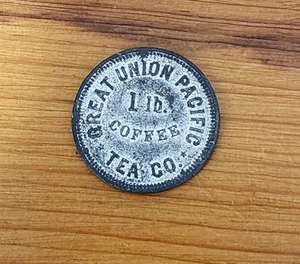 GREAT UNION PACIFIC
1 lb.
COFFEE
TEA CO.